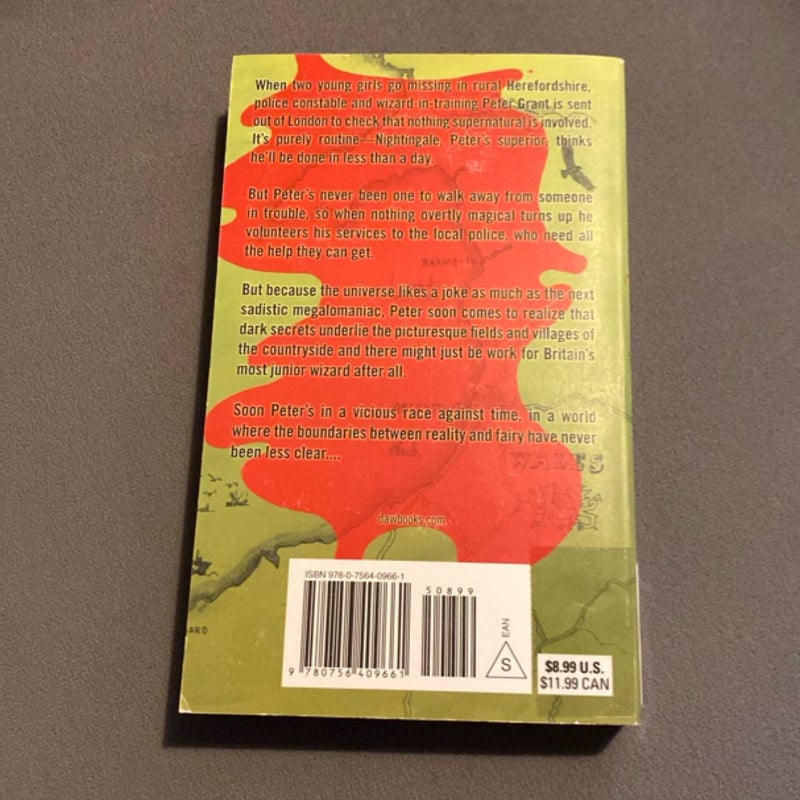 When two young girls go missing in rural Herefordshire,
police constable and wizard-in-training Peter Grant is sent
out of London to check that nothing supernatural is involved.
It's purely routine—Nightingale, Peter's superior, thinks
he'll be done in less than a day.
But Peter's never been one to walk away from someone
in trouble, so when nothing overtly magical turns up he
volunteers his services to the local police, who need all
the help they can get.
BARMOUTH
But because the universe likes a joke as much as the next
sadistic megalomaniac, Peter soon comes to realize that
dark secrets underlie the picturesque fields and villages of
the countryside and there might just be work for Britain's
most junior wizard after all.
Soon Peter's in a vicious race against time, in a world
where the boundaries between reality and fairy have never
been less clear....
WALES
dawbooks.com
ISBN 978-0-7564-0966-1
50899
EAN
S
9 780756 409661
ARD
$8.99 U.S.
$11.99 CAN